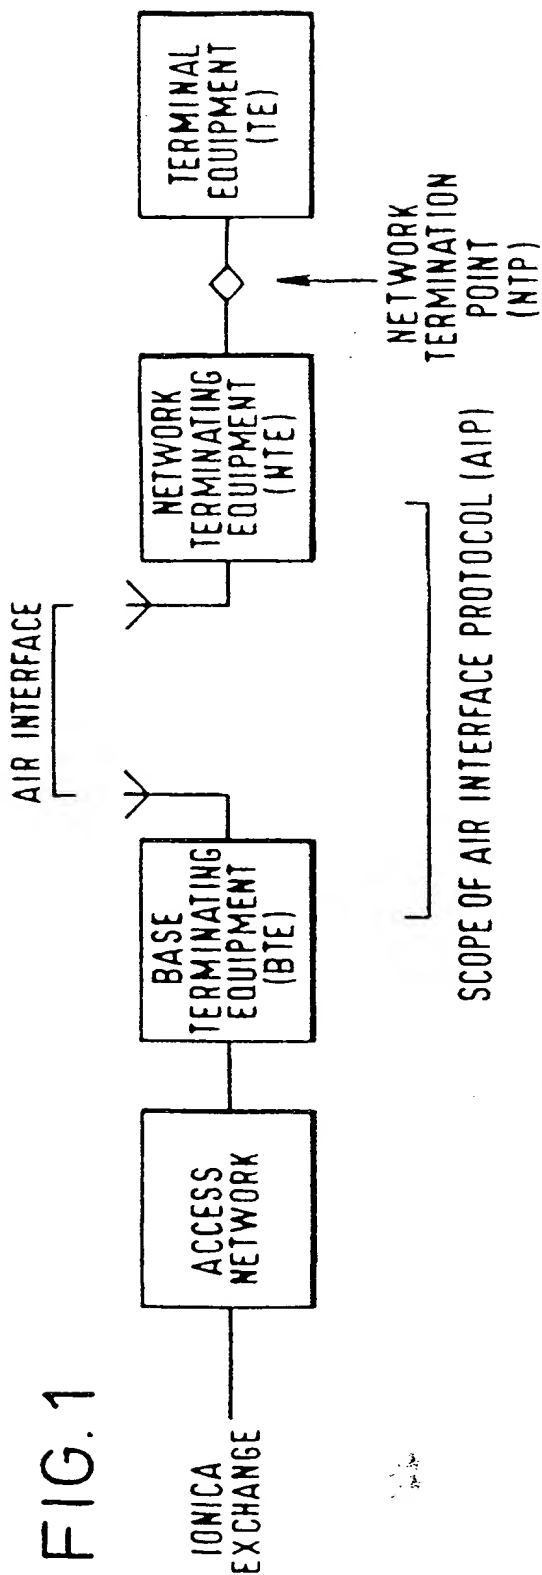 FIG. 1
AIR INTERFACE
IONICA
EXCHANGE
ACCESS
NETWORK
BASE
TERMINATING
EQUIPMENT
(BTE)
NETWORK
TERMINATING
EQUIPMENT
(NTE)
TERMINAL
EQUIPMENT
(TE)
NETWORK
TERMINATION
POINT
(NTP)
SCOPE OF AIR INTERFACE PROTOCOL (AIP)